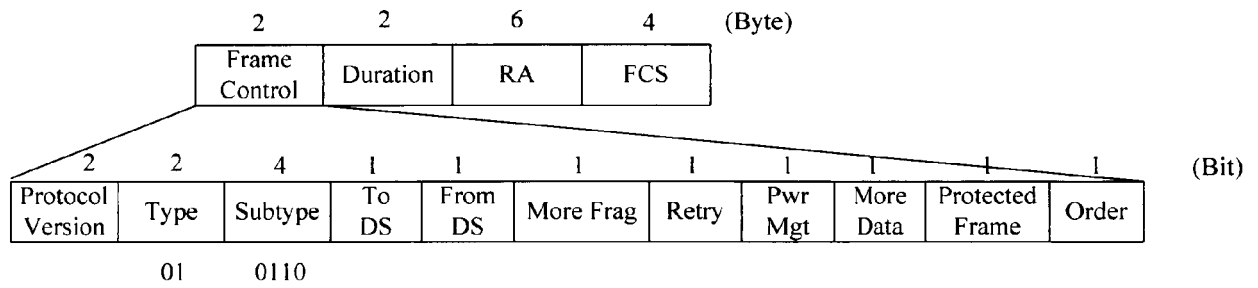 2 2 6 4 (Byte)
Frame Control Duration RA FCS
2 2 4 1 1 1 1 1 1 1 1 (Bit)
Protocol Version Type Subtype To DS From DS More Frag Retry Pwr Mgt More Data Protected Frame Order
01 0110